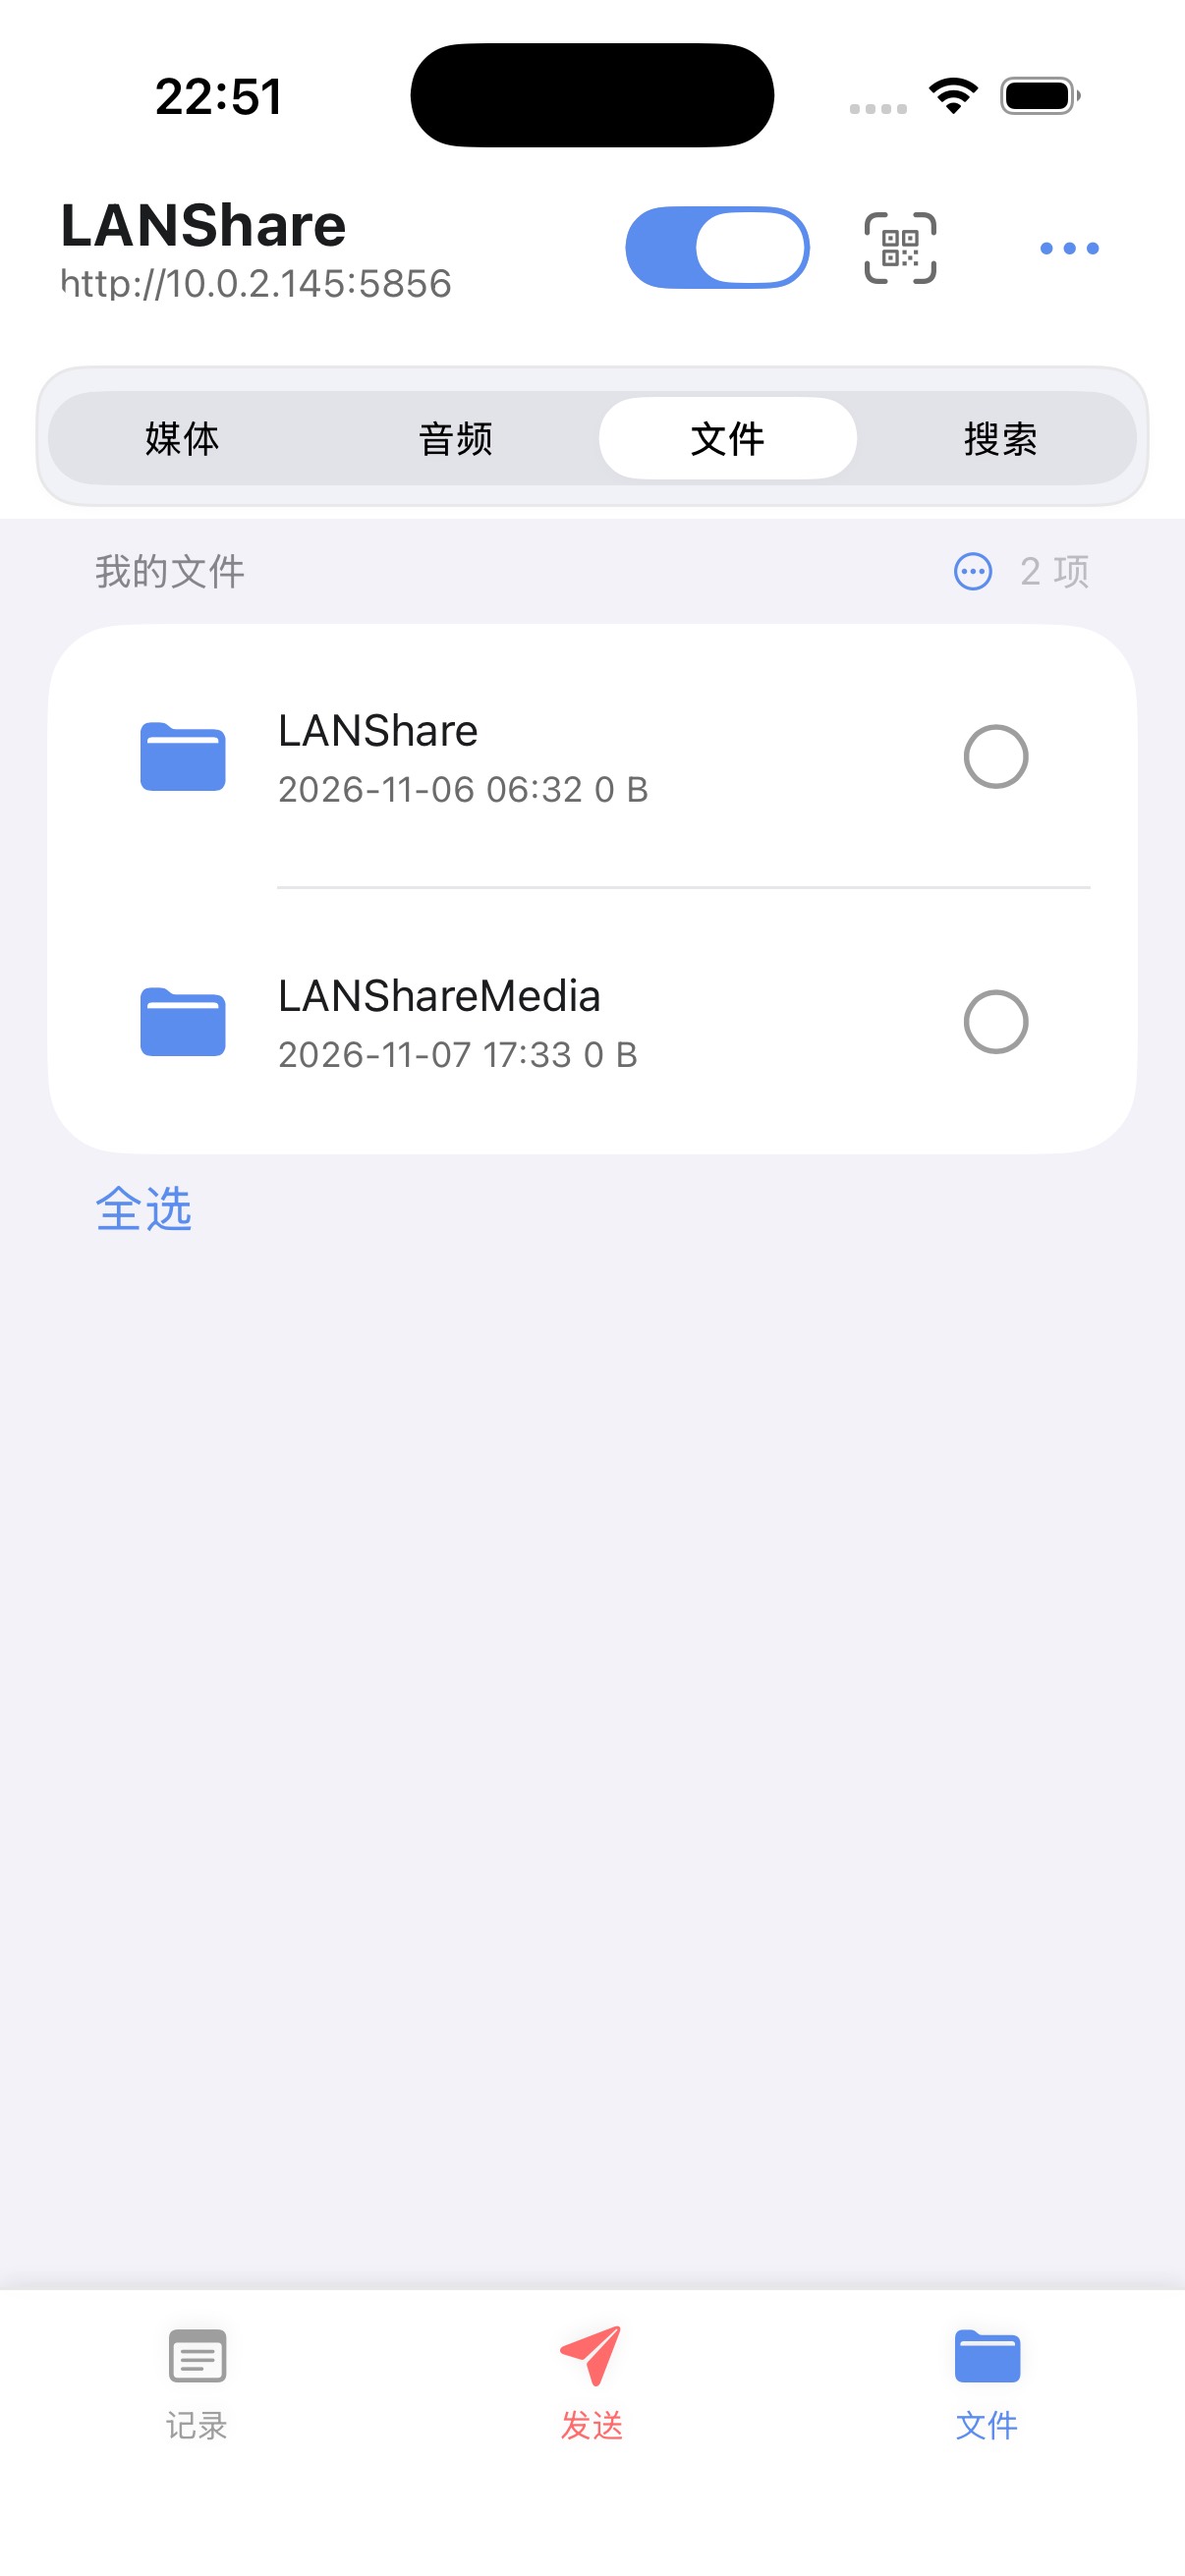 22:51
LANShare
http://10.0.2.145:5856
媒体 音频 文件 搜索
我的文件 2 项
LANShare
2026-11-06 06:32 0 B
LANShareMedia
2026-11-07 17:33 0 B
全选
记录 发送 文件